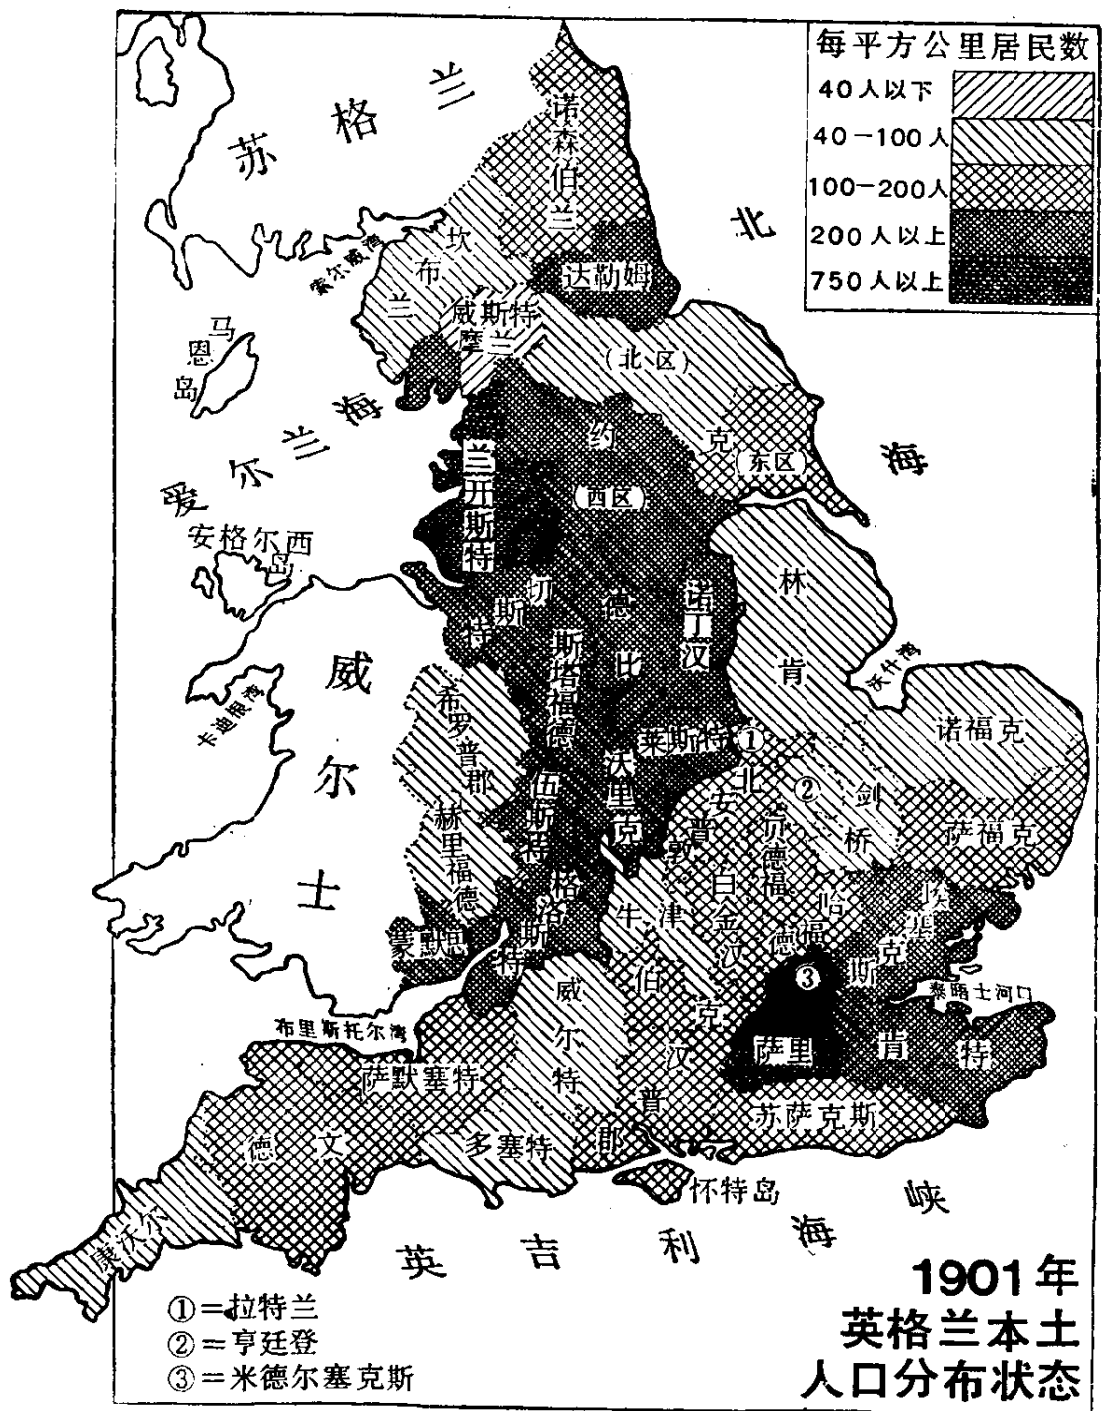 每平方公里居民数
40人以下
40—100人
100—200人
200人以上
750人以上
苏格兰
北海
诺森伯兰
坎布兰
索尔威湾
达勒姆
威斯特
摩兰
马恩岛
爱尔兰海
(北区)
约克
(东区)
(西区)
兰开斯特
安格尔西岛
切斯特
德比
诺丁汉
林肯
沃什湾
威尔士
卡迪根湾
希罗普郡
斯塔福德
莱斯特
①
诺福克
伍斯特
沃里克
北安普敦
②
剑桥
萨福克
赫里福德
贝德福德
蒙默思
格洛斯特
牛津
白金汉
哈福德
埃塞克斯
③
泰晤士河口
布里斯托尔湾
威尔特郡
伯克
汉普郡
萨里
肯特
萨默塞特
苏萨克斯
德文
多塞特
怀特岛
康沃尔
英吉利海峡
①=拉特兰
②=亨廷登
③=米德尔塞克斯
1901年
英格兰本土
人口分布状态